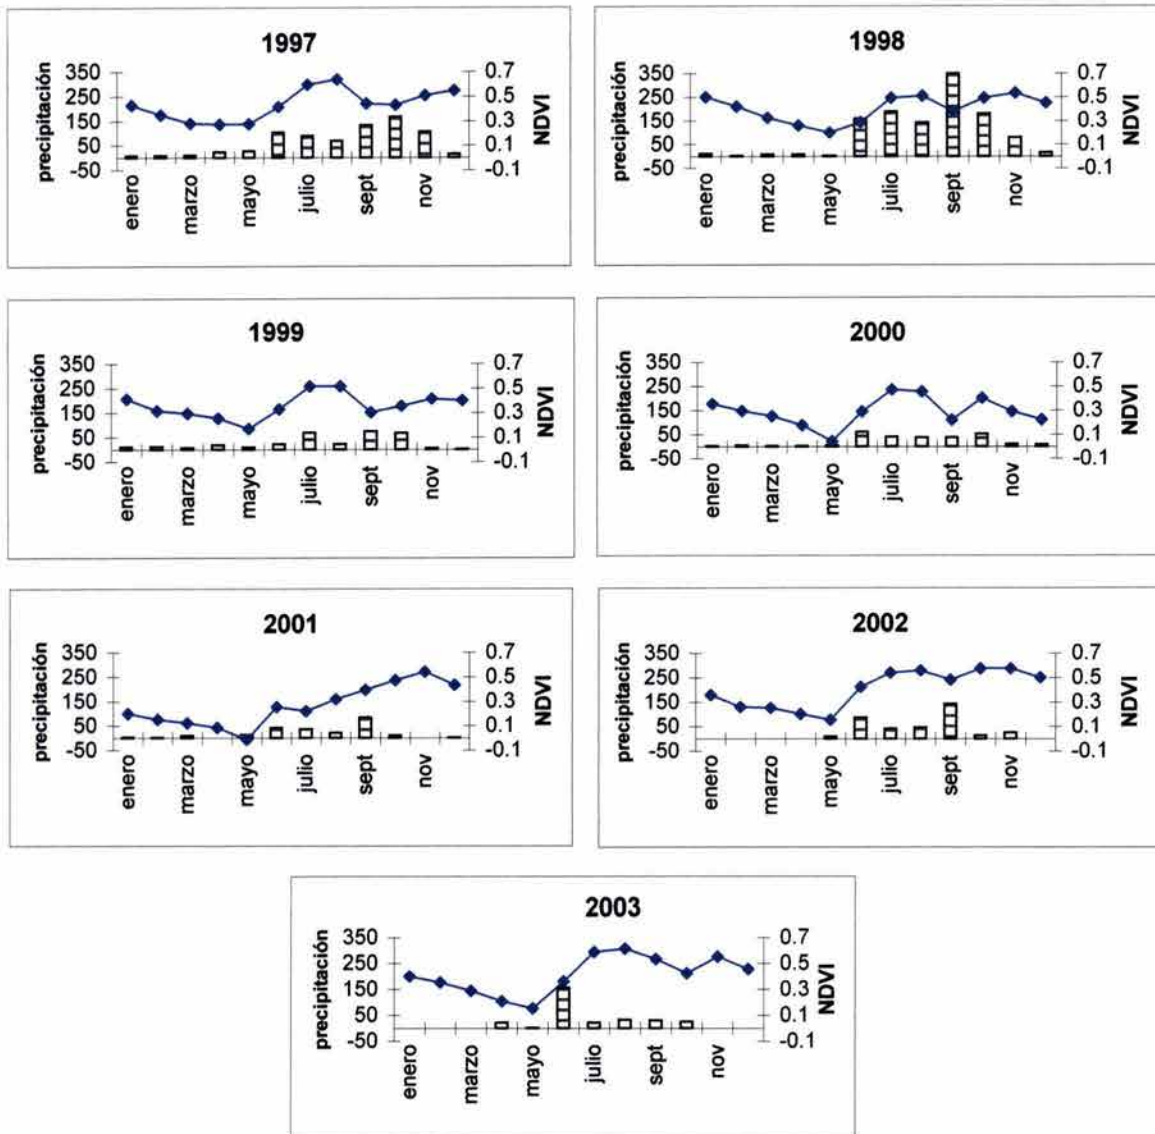 1997
350
250
150
50
-50
precipitación
0.7
0.5
0.3
0.1
-0.1
NDVI
enero
marzo
mayo
julio
sept
nov
1998
350
250
150
50
-50
precipitación
0.7
0.5
0.3
0.1
-0.1
NDVI
enero
marzo
mayo
julio
sept
nov
1999
350
250
150
50
-50
precipitación
0.7
0.5
0.3
0.1
-0.1
NDVI
enero
marzo
mayo
julio
sept
nov
2000
350
250
150
50
-50
precipitación
0.7
0.5
0.3
0.1
-0.1
NDVI
enero
marzo
mayo
julio
sept
nov
2001
350
250
150
50
-50
precipitación
0.7
0.5
0.3
0.1
-0.1
NDVI
enero
marzo
mayo
julio
sept
nov
2002
350
250
150
50
-50
precipitación
0.7
0.5
0.3
0.1
-0.1
NDVI
enero
marzo
mayo
julio
sept
nov
2003
350
250
150
50
-50
precipitación
0.7
0.5
0.3
0.1
-0.1
NDVI
enero
marzo
mayo
julio
sept
nov